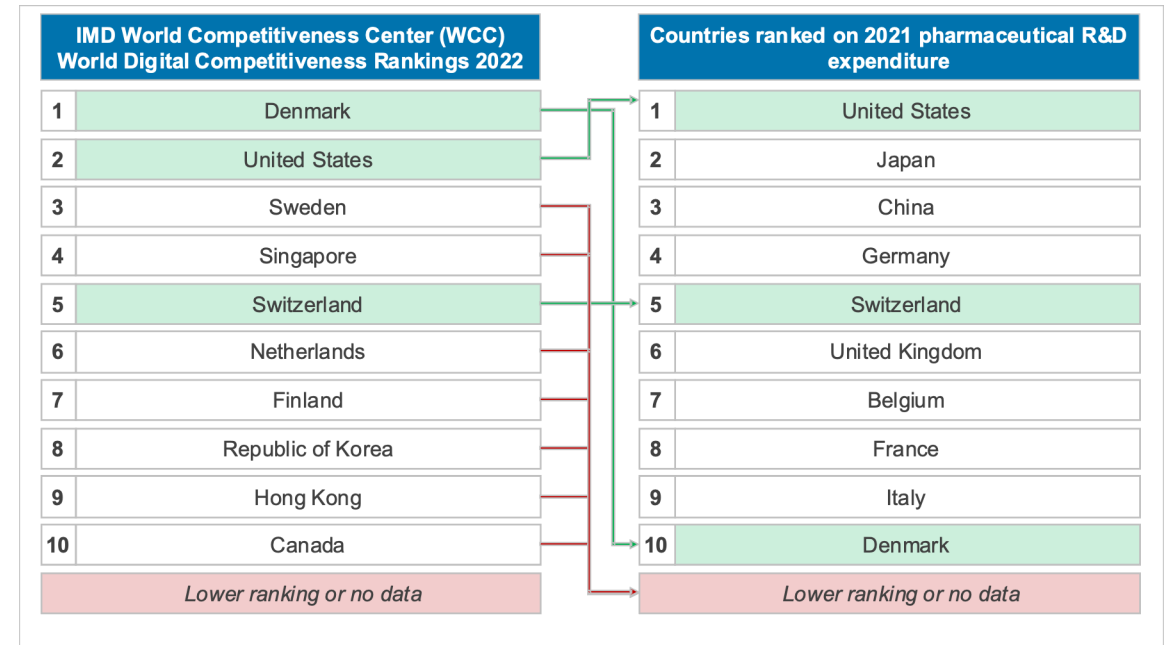 IMD World Competitiveness Center (WCC)
World Digital Competitiveness Rankings 2022
1 Denmark
2 United States
3 Sweden
4 Singapore
5 Switzerland
6 Netherlands
7 Finland
8 Republic of Korea
9 Hong Kong
10 Canada
Lower ranking or no data
Countries ranked on 2021 pharmaceutical R&D
expenditure
1 United States
2 Japan
3 China
4 Germany
5 Switzerland
6 United Kingdom
7 Belgium
8 France
9 Italy
10 Denmark
Lower ranking or no data